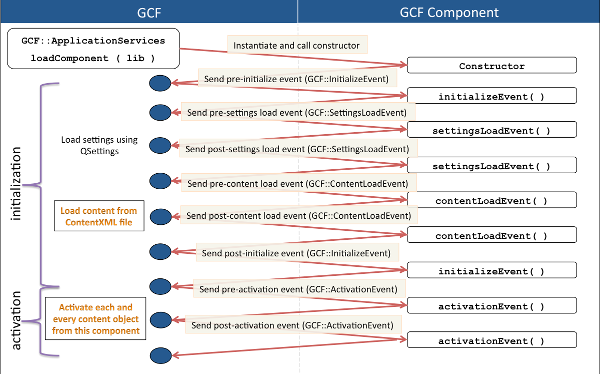 GCF
GCF Component
GCF::ApplicationServices
loadComponent ( lib )
Instantiate and call constructor
Constructor
Send pre-initialize event (GCF::InitializeEvent)
initializeEvent( )
Send pre-settings load event (GCF::SettingsLoadEvent)
settingsLoadEvent( )
Load settings using
QSettings
Send post-settings load event (GCF::SettingsLoadEvent)
settingsLoadEvent( )
initialization
Send pre-content load event (GCF::ContentLoadEvent)
contentLoadEvent( )
Load content from
ContentXML file
Send post-content load event (GCF::ContentLoadEvent)
contentLoadEvent( )
Send post-initialize event (GCF::InitializeEvent)
initializeEvent( )
Send pre-activation event (GCF::ActivationEvent)
activationEvent( )
activation
Activate each and
every content object
from this component
Send post-activation event (GCF::ActivationEvent)
activationEvent( )